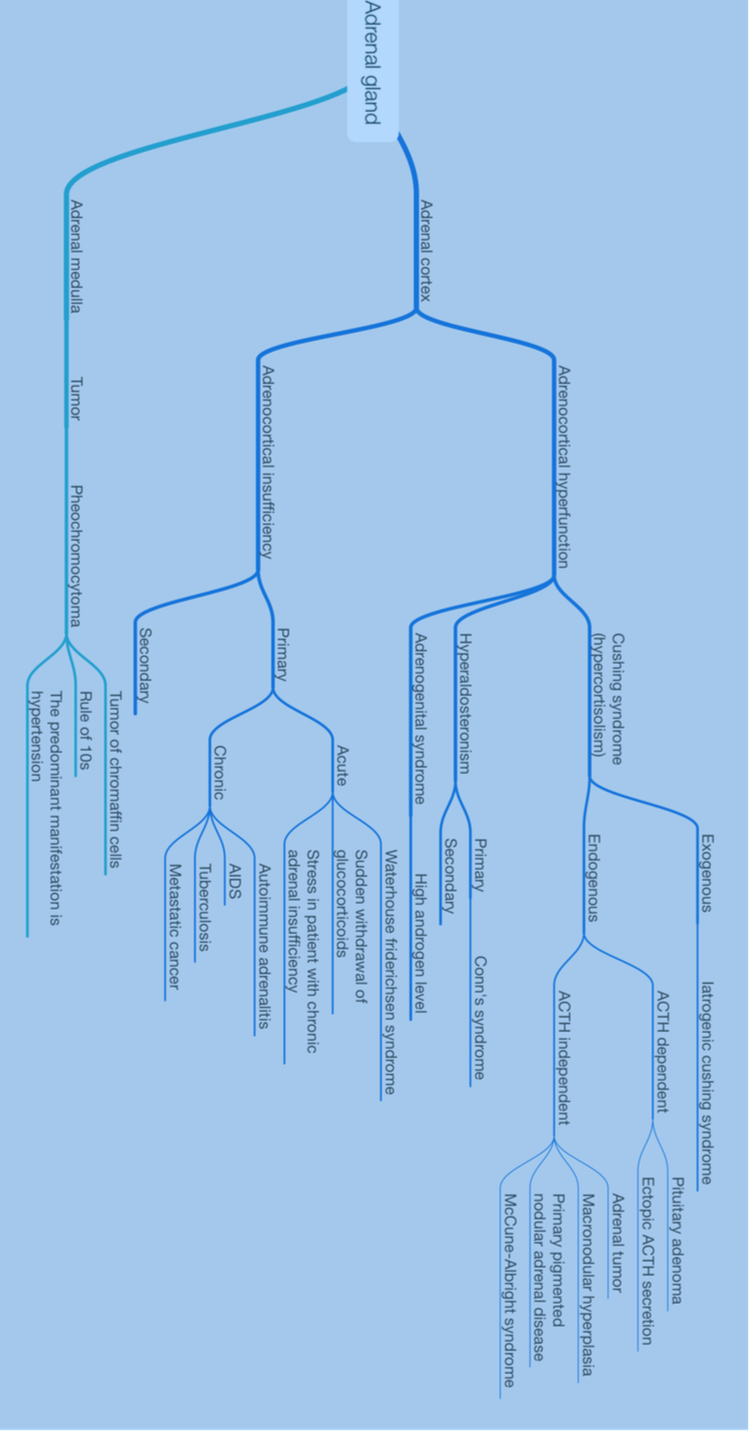 Adrenal gland
Adrenal cortex
Adrenocortical hyperfunction
Cushing syndrome
(hypercortisolism)
Exogenous
Iatrogenic cushing syndrome
Endogenous
ACTH dependent
Pituitary adenoma
Ectopic ACTH secretion
ACTH independent
Adrenal tumor
Macronodular hyperplasia
Primary pigmented
nodular adrenal disease
McCune-Albright syndrome
Hyperaldosteronism
Primary
Conn's syndrome
Secondary
Adrenogenital syndrome
High androgen level
Adrenocortical insufficiency
Primary
Acute
Waterhouse friderichsen syndrome
Sudden withdrawal of
glucocorticoids
Stress in patient with chronic
adrenal insufficiency
Chronic
Autoimmune adrenalitis
AIDS
Tuberculosis
Metastatic cancer
Secondary
Adrenal medulla
Tumor
Pheochromocytoma
Tumor of chromaffin cells
Rule of 10s
The predominant manifestation is
hypertension